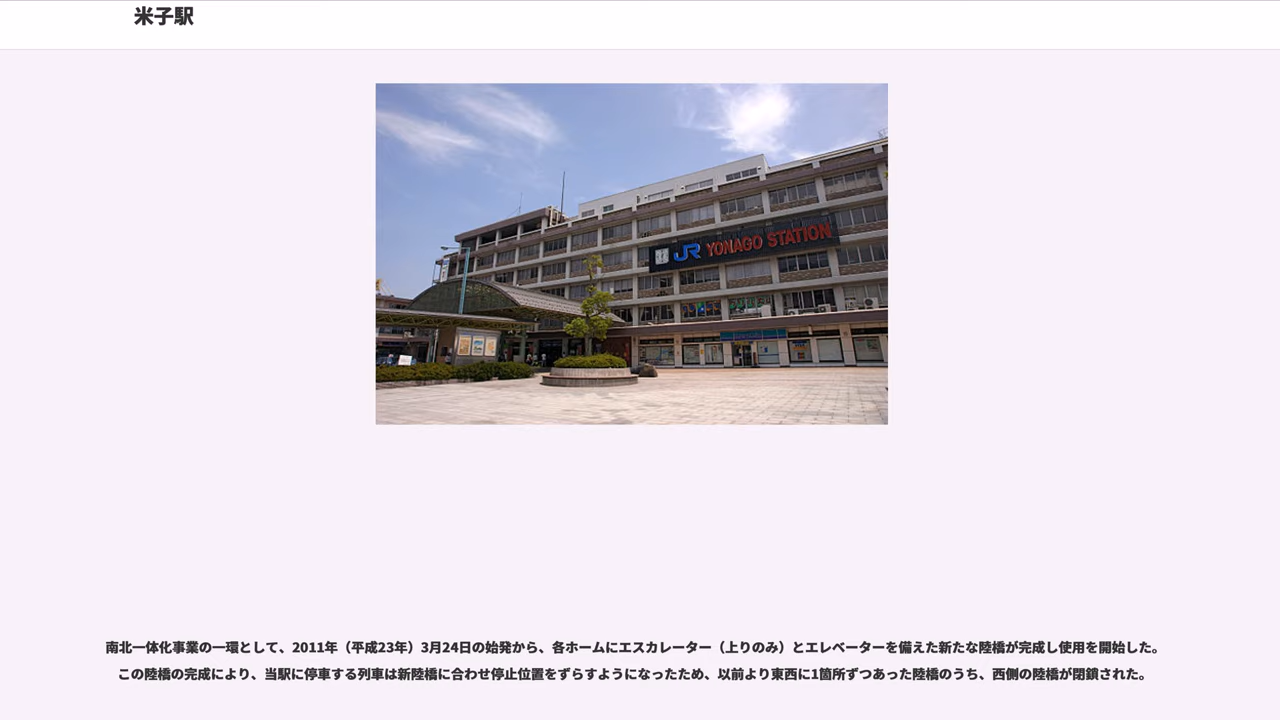 米子駅
JR YONAGO STATION
南北一体化事業の一環として、2011年（平成23年）3月24日の始発から、各ホームにエスカレーター（上りのみ）とエレベーターを備えた新たな陸橋が完成し使用を開始した。
この陸橋の完成により、当駅に停車する列車は新陸橋に合わせ停止位置をずらすようになったため、以前より東西に1箇所ずつあった陸橋のうち、西側の陸橋が閉鎖された。